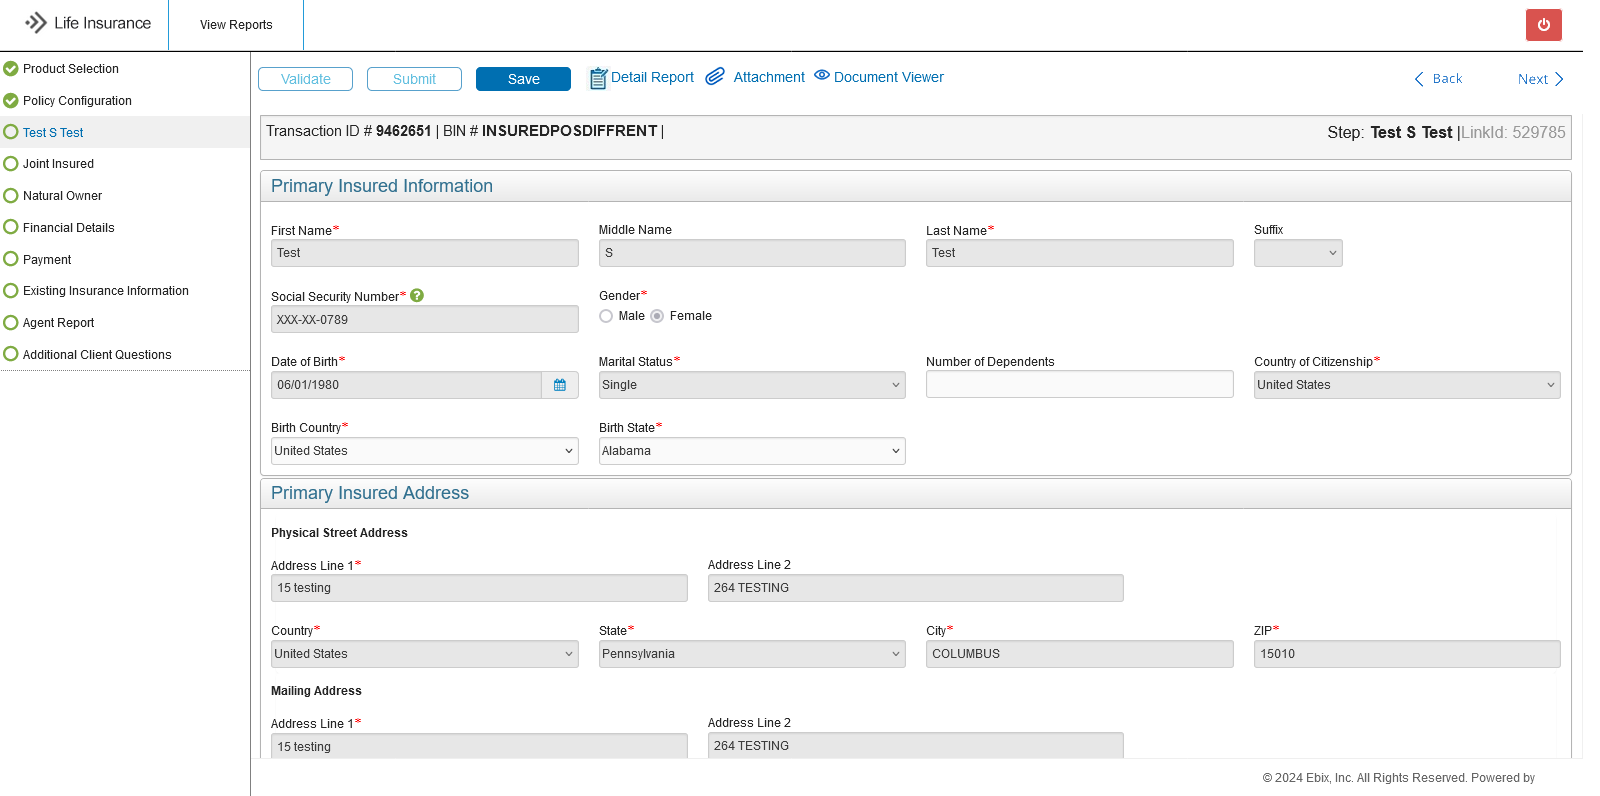 Life Insurance
View Reports
Product Selection
Policy Configuration
Test S Test
Joint Insured
Natural Owner
Financial Details
Payment
Existing Insurance Information
Agent Report
Additional Client Questions
Validate
Submit
Save
Detail Report
Attachment
Document Viewer
Back
Next
Transaction ID # 9462651 | BIN # INSUREDPOSDIFFRENT |
Step: Test S Test |LinkId: 529785
Primary Insured Information
First Name* Middle Name Last Name* Suffix
Test S Test
Social Security Number* ? Gender*
XXX-XX-0789 Male Female
Date of Birth* Marital Status* Number of Dependents Country of Citizenship*
06/01/1980 Single United States
Birth Country* Birth State*
United States Alabama
Primary Insured Address
Physical Street Address
Address Line 1* Address Line 2
15 testing 264 TESTING
Country* State* City* ZIP*
United States Pennsylvania COLUMBUS 15010
Mailing Address
Address Line 1* Address Line 2
15 testing 264 TESTING
© 2024 Ebix, Inc. All Rights Reserved. Powered by